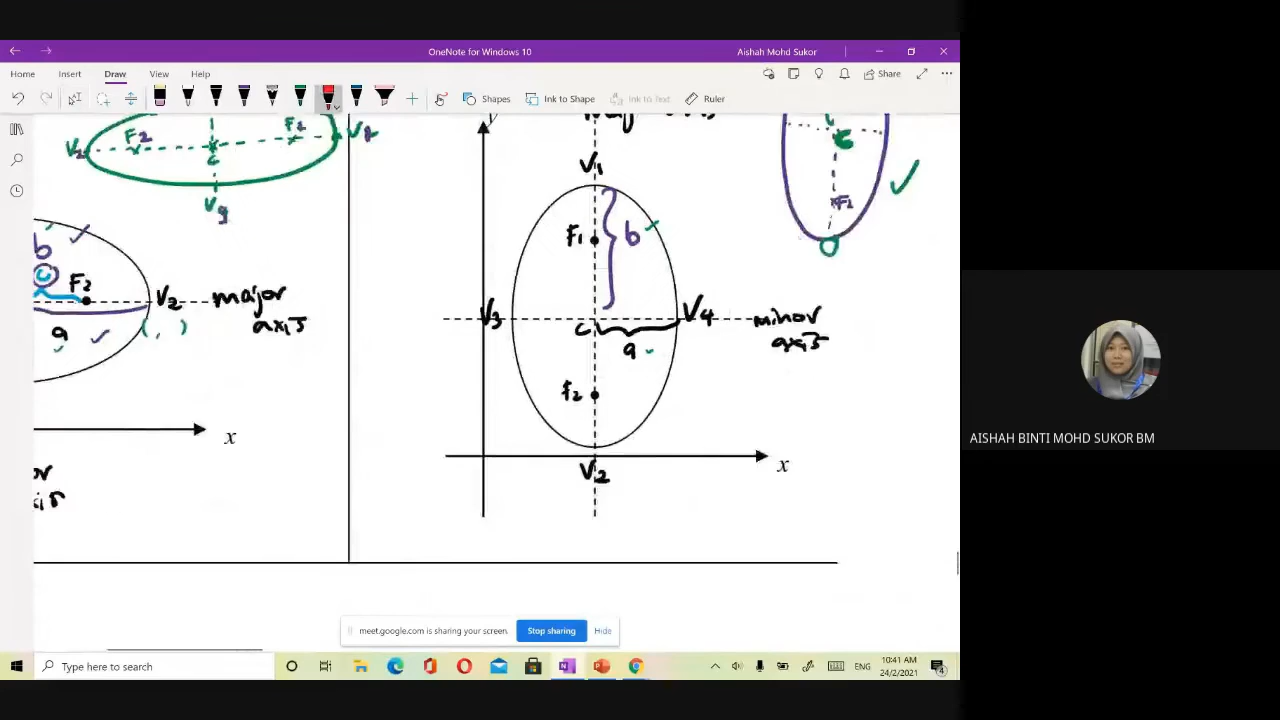 OneNote for Windows 10
Aishah Mohd Sukor
Home Insert Draw View Help
Share
Shapes
Ink to Shape
Ink to Text
Ruler
F2
F1
V2
C
y
V1
F1
b
V3
C
V4
a
minor
axis
F2
x
V2
b
c
F2
V2
major
axis
a
( , )
x
C
F1
meet.google.com is sharing your screen.
Stop sharing
Hide
Type here to search
ENG
10:41 AM
24/2/2021
4
AISHAH BINTI MOHD SUKOR BM